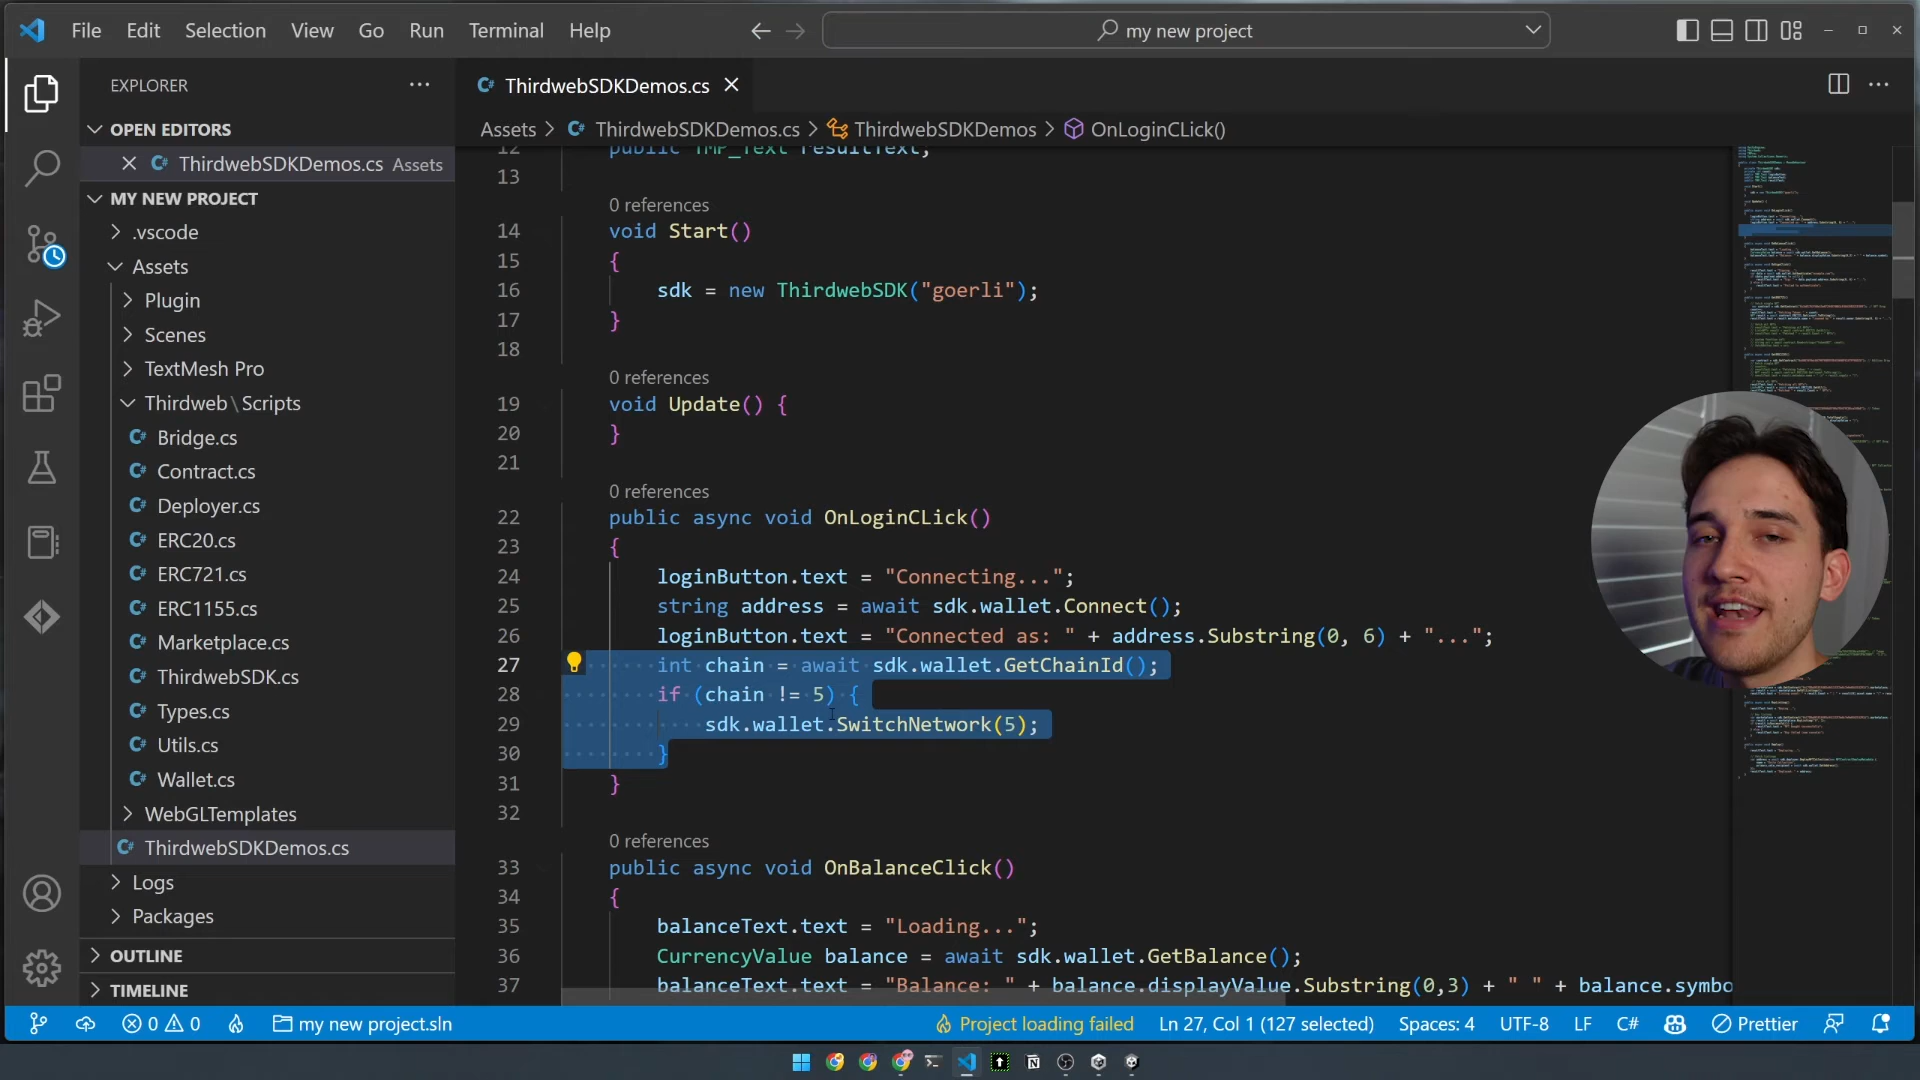 File Edit Selection View Go Run Terminal Help
my new project
EXPLORER
ThirdwebSDKDemos.cs
OPEN EDITORS
Assets > ThirdwebSDKDemos.cs > ThirdwebSDKDemos > OnLoginCLick()
ThirdwebSDKDemos.cs Assets
MY NEW PROJECT
.vscode
Assets
Plugin
Scenes
TextMesh Pro
Thirdweb\Scripts
Bridge.cs
Contract.cs
Deployer.cs
ERC20.cs
ERC721.cs
ERC1155.cs
Marketplace.cs
ThirdwebSDK.cs
Types.cs
Utils.cs
Wallet.cs
WebGLTemplates
ThirdwebSDKDemos.cs
Logs
Packages
OUTLINE
TIMELINE
12 public TMP_Text resultText;
13
0 references
14 void Start()
15 {
16 sdk = new ThirdwebSDK("goerli");
17 }
18
0 references
19 void Update() {
20 }
21
0 references
22 public async void OnLoginCLick()
23 {
24 loginButton.text = "Connecting...";
25 string address = await sdk.wallet.Connect();
26 loginButton.text = "Connected as: " + address.Substring(0, 6) + "...";
27 int chain = await sdk.wallet.GetChainId();
28 if (chain != 5) {
29 sdk.wallet.SwitchNetwork(5);
30 }
31 }
32
0 references
33 public async void OnBalanceClick()
34 {
35 balanceText.text = "Loading...";
36 CurrencyValue balance = await sdk.wallet.GetBalance();
37 balanceText.text = "Balance: " + balance.displayValue.Substring(0,3) + " " + balance.symbo
0 0 my new project.sln Project loading failed Ln 27, Col 1 (127 selected) Spaces: 4 UTF-8 LF C# Prettier